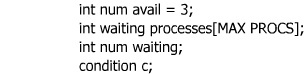 int num avail = 3;
int waiting processes[MAX PROCS];
int num waiting;
condition c;